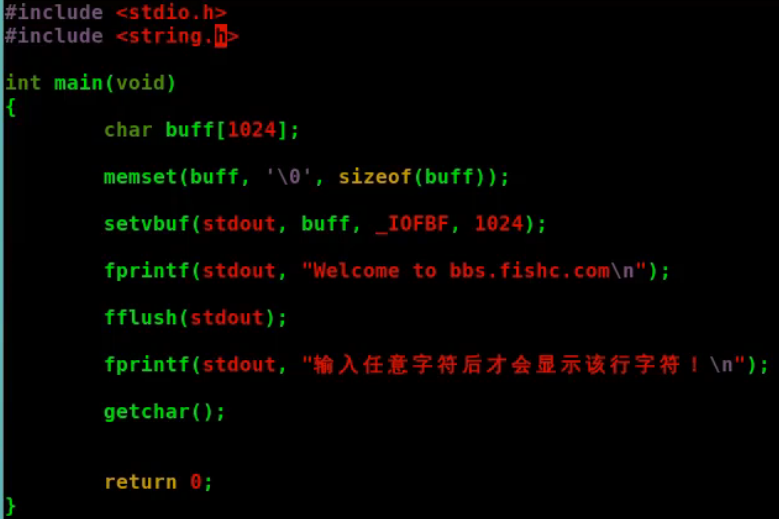 #include <stdio.h>
#include <string.h>
int main(void)
{
char buff[1024];
memset(buff, '\0', sizeof(buff));
setvbuf(stdout, buff, _IOFBF, 1024);
fprintf(stdout, "Welcome to bbs.fishc.com\n");
fflush(stdout);
fprintf(stdout, "输入任意字符后才会显示该行字符！\n");
getchar();
return 0;
}